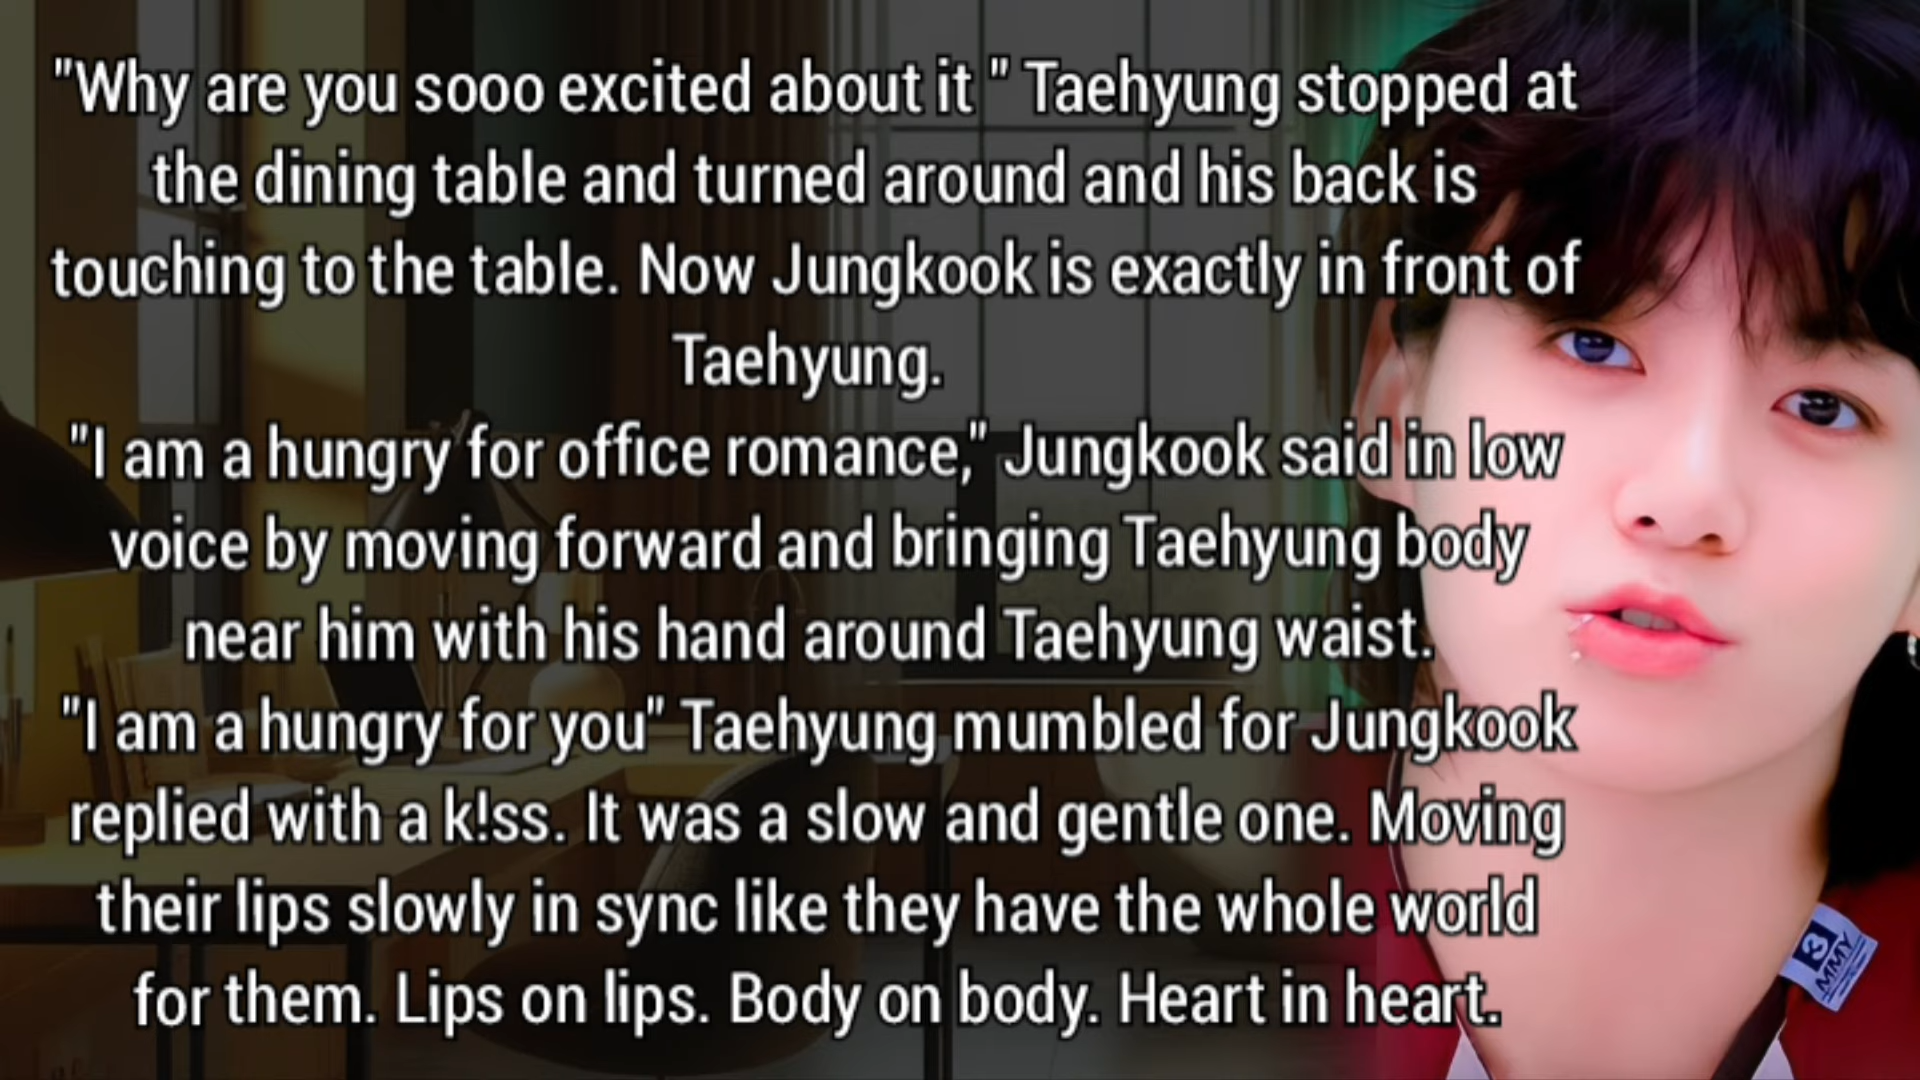 "Why are you sooo excited about it " Taehyung stopped at
the dining table and turned around and his back is
touching to the table. Now Jungkook is exactly in front of
Taehyung.
"I am a hungry for office romance," Jungkook said in low
voice by moving forward and bringing Taehyung body
near him with his hand around Taehyung waist.
"I am a hungry for you" Taehyung mumbled for Jungkook
replied with a k!ss. It was a slow and gentle one. Moving
their lips slowly in sync like they have the whole world
for them. Lips on lips. Body on body. Heart in heart.
3
MMY